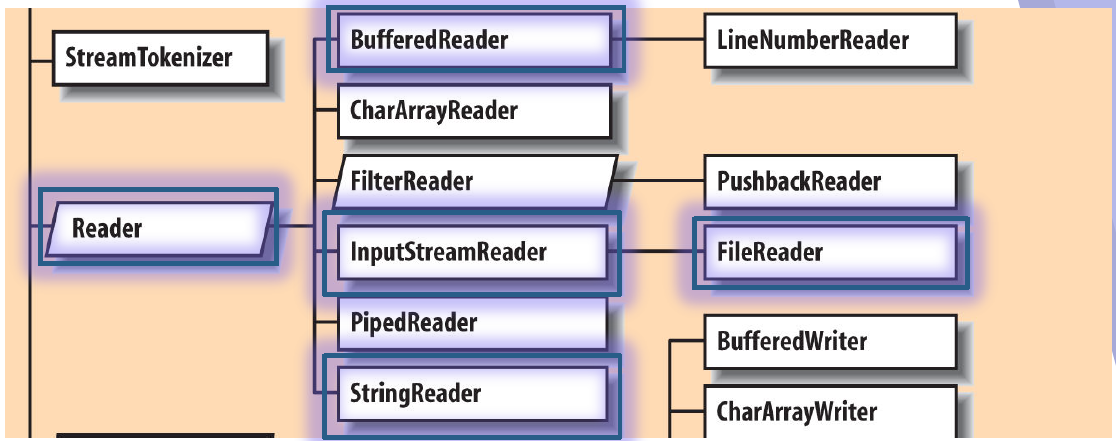 StreamTokenizer
Reader
BufferedReader
CharArrayReader
FilterReader
InputStreamReader
PipedReader
StringReader
LineNumberReader
PushbackReader
FileReader
BufferedWriter
CharArrayWriter